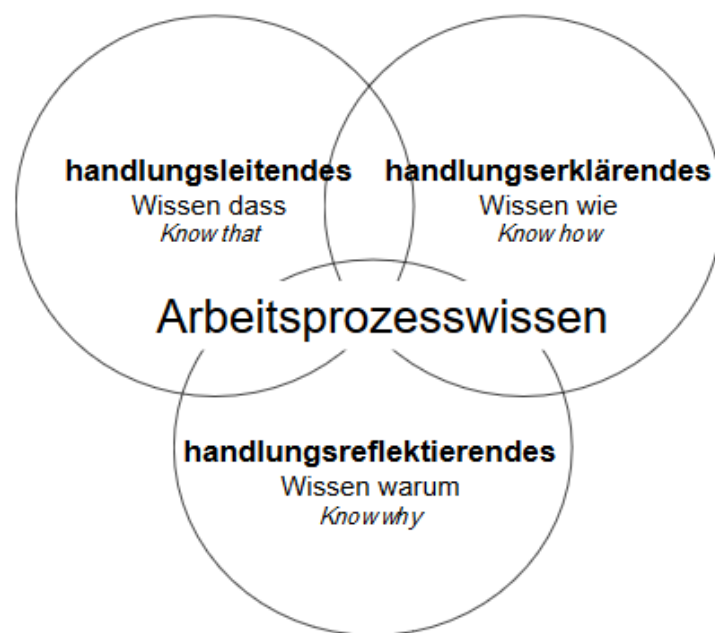 handlungsleitendes
Wissen dass
Know that
handlungserklärendes
Wissen wie
Know how
Arbeitsprozesswissen
handlungsreflektierendes
Wissen warum
Know why